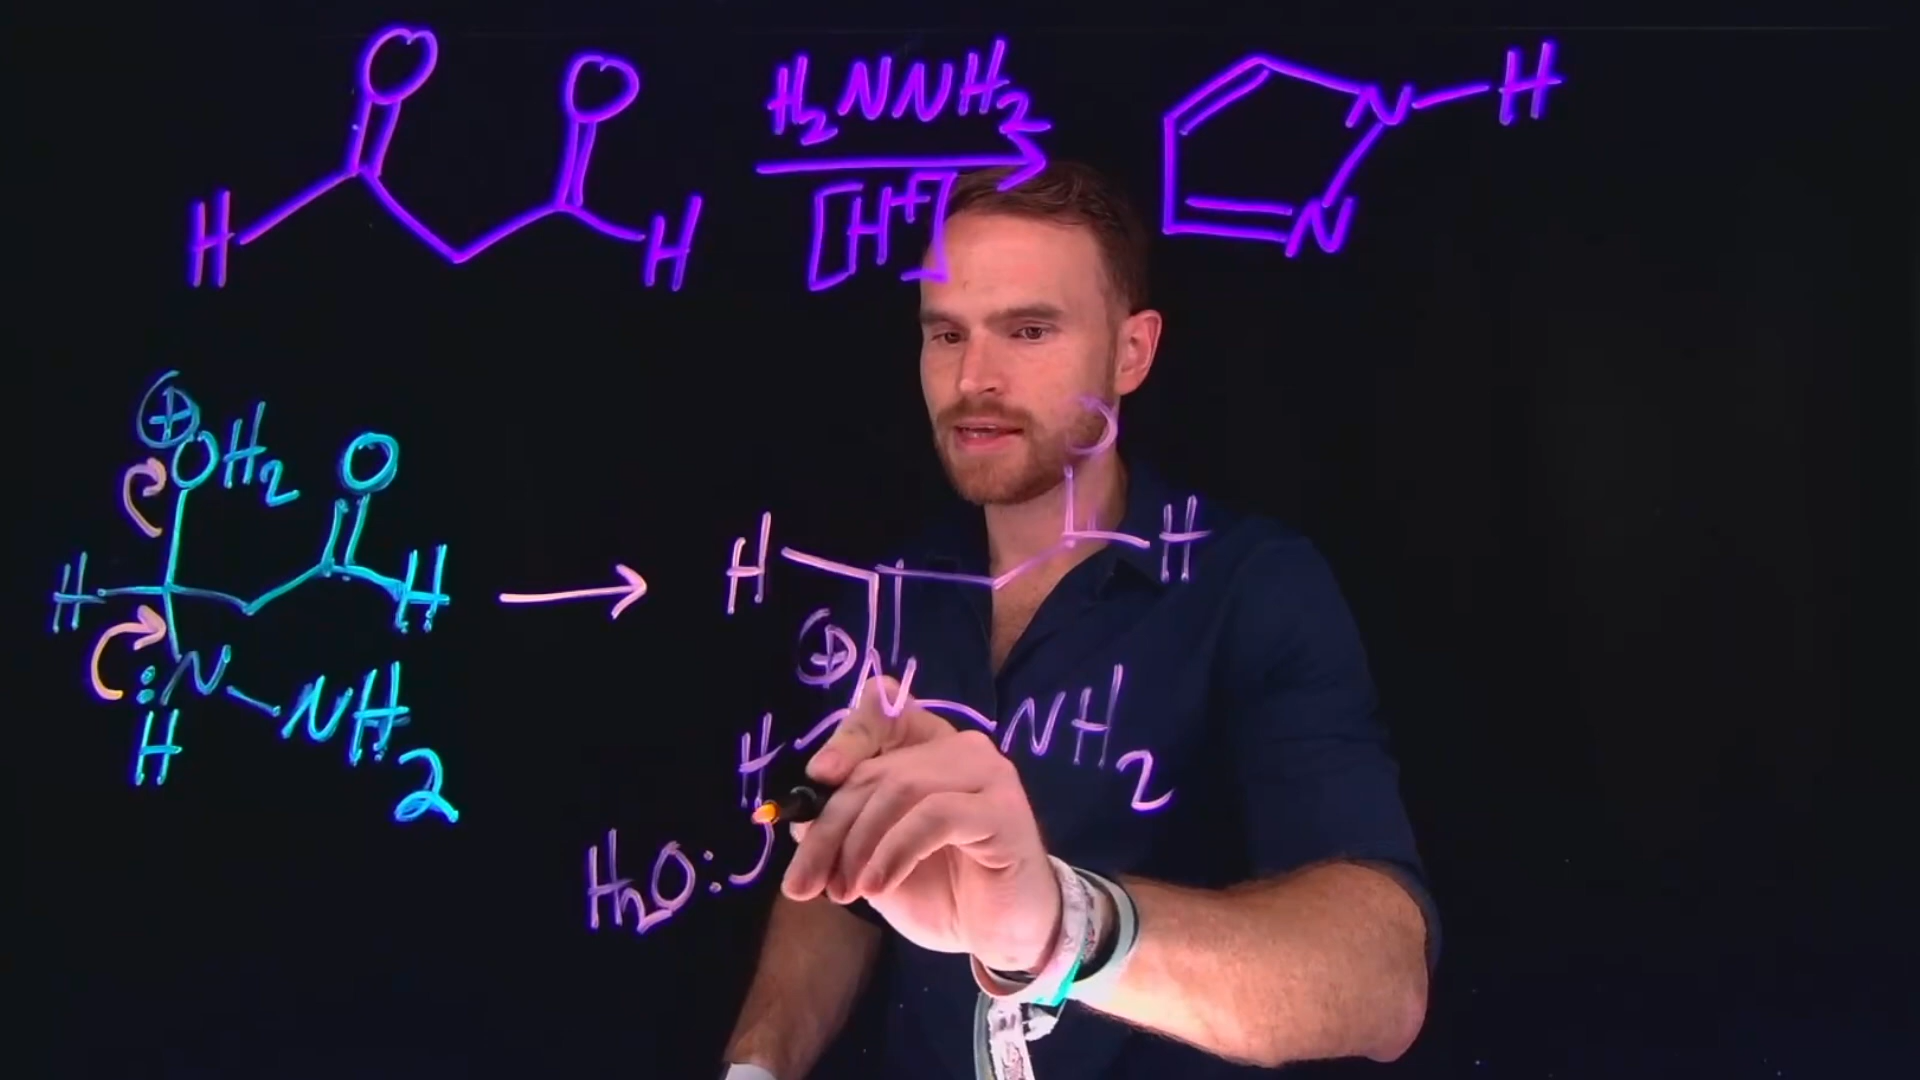 O O H₂NNH₂ N-H
H H [H⁺] N
⊕
OH₂ O O
H H H H
:N-NH₂ ⊕ N NH₂
H H
H₂O: